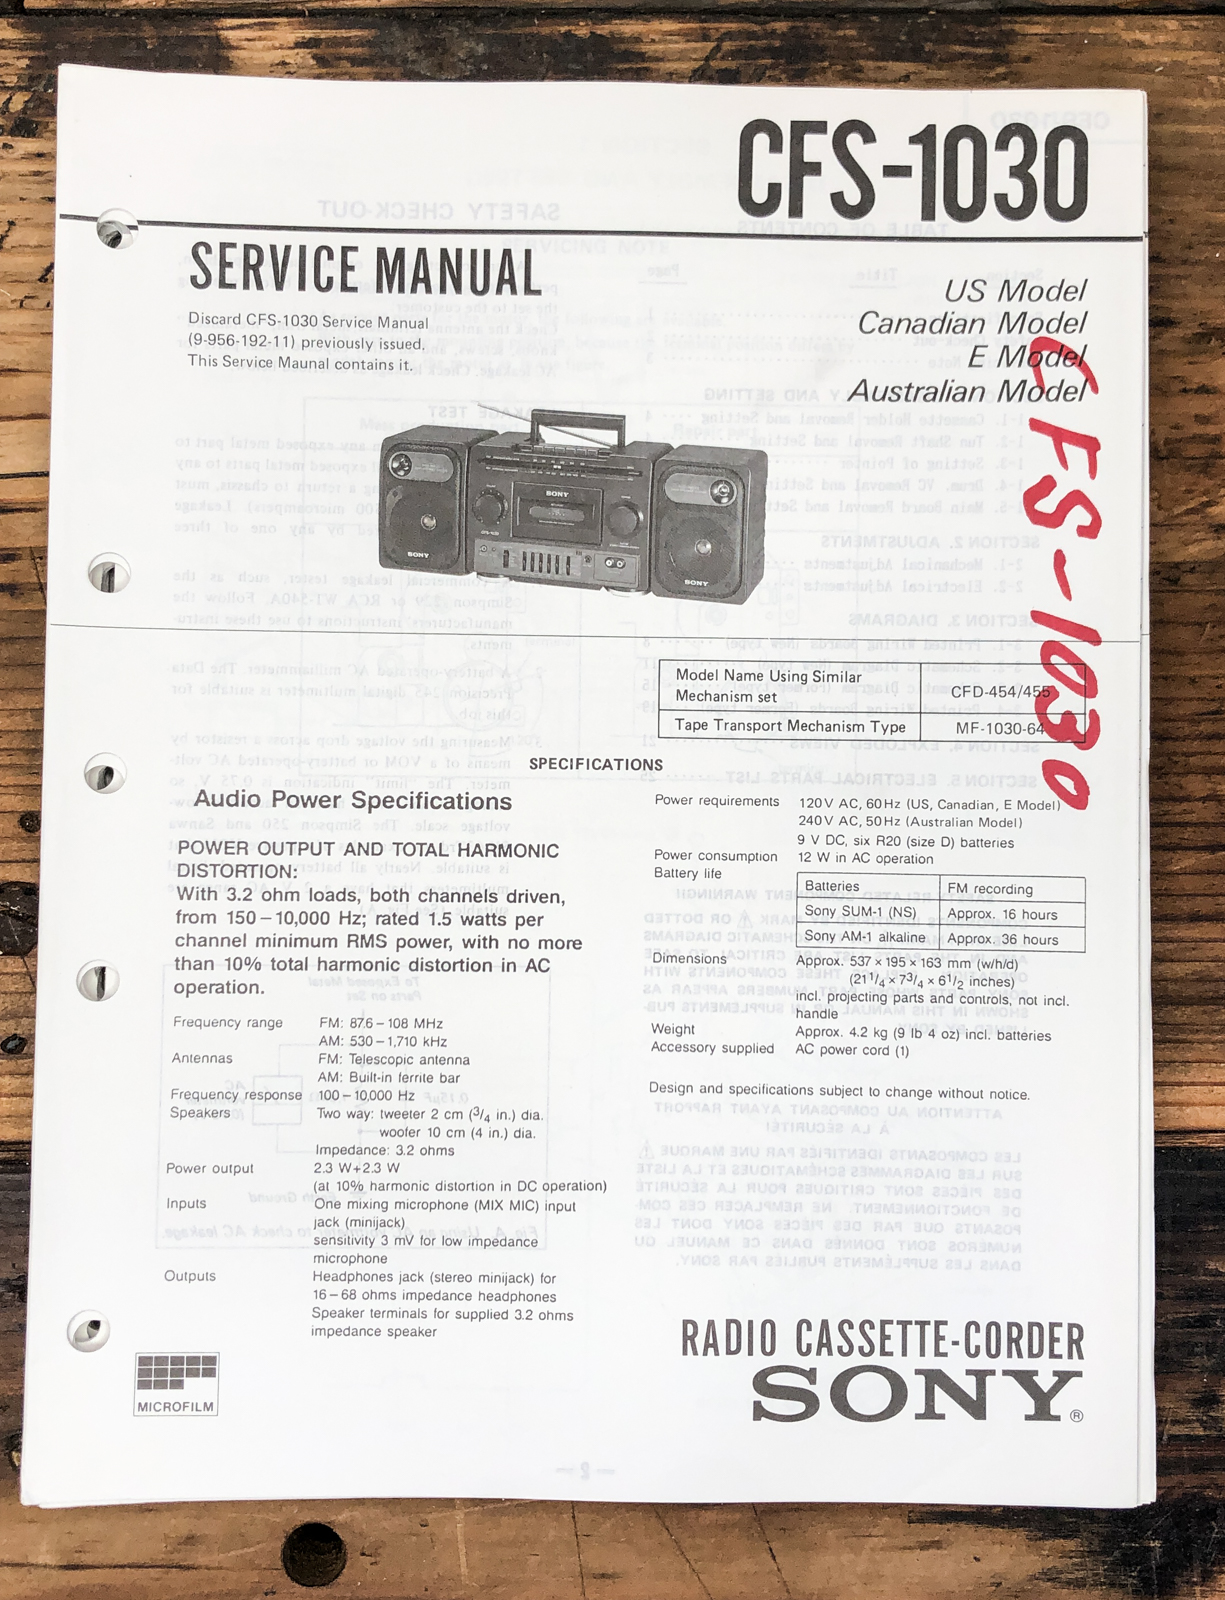 CFS-1030
SERVICE MANUAL
Discard CFS-1030 Service Manual
(9-956-192-11) previously issued.
This Service Maunal contains it.
US Model
Canadian Model
E Model
Australian Model
CFS-1030
SONY
SONY
SONY
Model Name Using Similar
Mechanism set
CFD-454/455
Tape Transport Mechanism Type
MF-1030-64
SPECIFICATIONS
Audio Power Specifications
POWER OUTPUT AND TOTAL HARMONIC
DISTORTION:
With 3.2 ohm loads, both channels driven,
from 150–10,000 Hz; rated 1.5 watts per
channel minimum RMS power, with no more
than 10% total harmonic distortion in AC
operation.
Frequency range FM: 87.6–108 MHz
AM: 530–1,710 kHz
Antennas FM: Telescopic antenna
AM: Built-in ferrite bar
Frequency response 100–10,000 Hz
Speakers Two way: tweeter 2 cm (3/4 in.) dia.
woofer 10 cm (4 in.) dia.
Impedance: 3.2 ohms
Power output 2.3 W+2.3 W
(at 10% harmonic distortion in DC operation)
Inputs One mixing microphone (MIX MIC) input
jack (minijack)
sensitivity 3 mV for low impedance
microphone
Outputs Headphones jack (stereo minijack) for
16–68 ohms impedance headphones
Speaker terminals for supplied 3.2 ohms
impedance speaker
Power requirements 120V AC, 60Hz (US, Canadian, E Model)
240V AC, 50Hz (Australian Model)
9 V DC, six R20 (size D) batteries
Power consumption 12 W in AC operation
Battery life
Batteries FM recording
Sony SUM-1 (NS) Approx. 16 hours
Sony AM-1 alkaline Approx. 36 hours
Dimensions Approx. 537 × 195 × 163 mm (w/h/d)
(21 1/4 × 7 3/4 × 6 1/2 inches)
incl. projecting parts and controls, not incl.
handle
Weight Approx. 4.2 kg (9 lb 4 oz) incl. batteries
Accessory supplied AC power cord (1)
Design and specifications subject to change without notice.
MICROFILM
RADIO CASSETTE-CORDER
SONY®